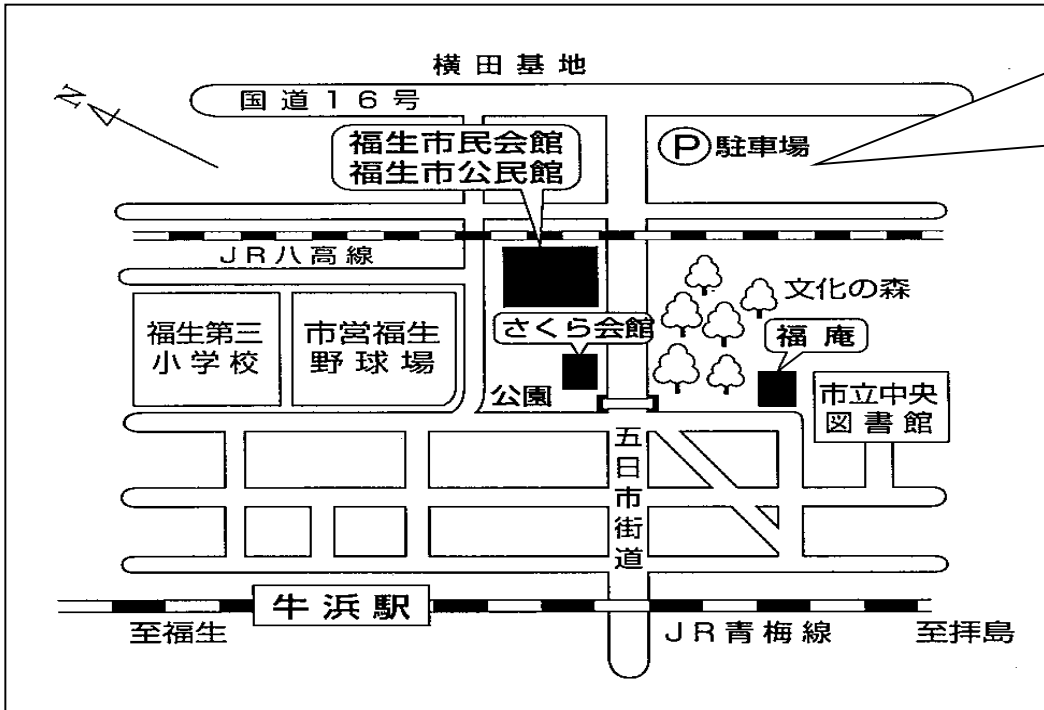 横田基地
国道16号
N
福生市民会館
福生市公民館
P 駐車場
JR八高線
文化の森
福生第三
小学校
市営福生
野球場
さくら会館
福庵
公園
市立中央
図書館
五日市街道
牛浜駅
至福生
JR青梅線
至拝島